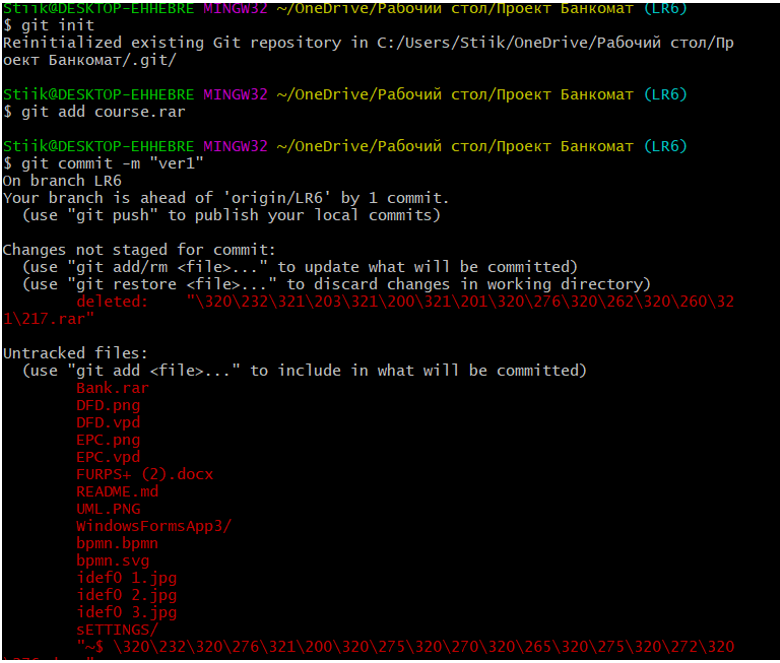 Stiik@DESKTOP-EHHEBRE MINGW32 ~/OneDrive/Рабочий стол/Проект Банкомат (LR6)
$ git init
Reinitialized existing Git repository in C:/Users/Stiik/OneDrive/Рабочий стол/Пр
оект Банкомат/.git/
Stiik@DESKTOP-EHHEBRE MINGW32 ~/OneDrive/Рабочий стол/Проект Банкомат (LR6)
$ git add course.rar
Stiik@DESKTOP-EHHEBRE MINGW32 ~/OneDrive/Рабочий стол/Проект Банкомат (LR6)
$ git commit -m "ver1"
On branch LR6
Your branch is ahead of 'origin/LR6' by 1 commit.
(use "git push" to publish your local commits)
Changes not staged for commit:
(use "git add/rm <file>..." to update what will be committed)
(use "git restore <file>..." to discard changes in working directory)
deleted: "\320\232\321\203\321\200\321\201\320\276\320\262\320\260\32
1\217.rar"
Untracked files:
(use "git add <file>..." to include in what will be committed)
Bank.rar
DFD.png
DFD.vpd
EPC.png
EPC.vpd
FURPS+ (2).docx
README.md
UML.PNG
WindowsFormsApp3/
bpmn.bpmn
bpmn.svg
idef0 1.jpg
idef0 2.jpg
idef0 3.jpg
sETTINGS/
"~$ \320\232\320\276\321\200\320\275\320\270\320\265\320\275\320\272\320